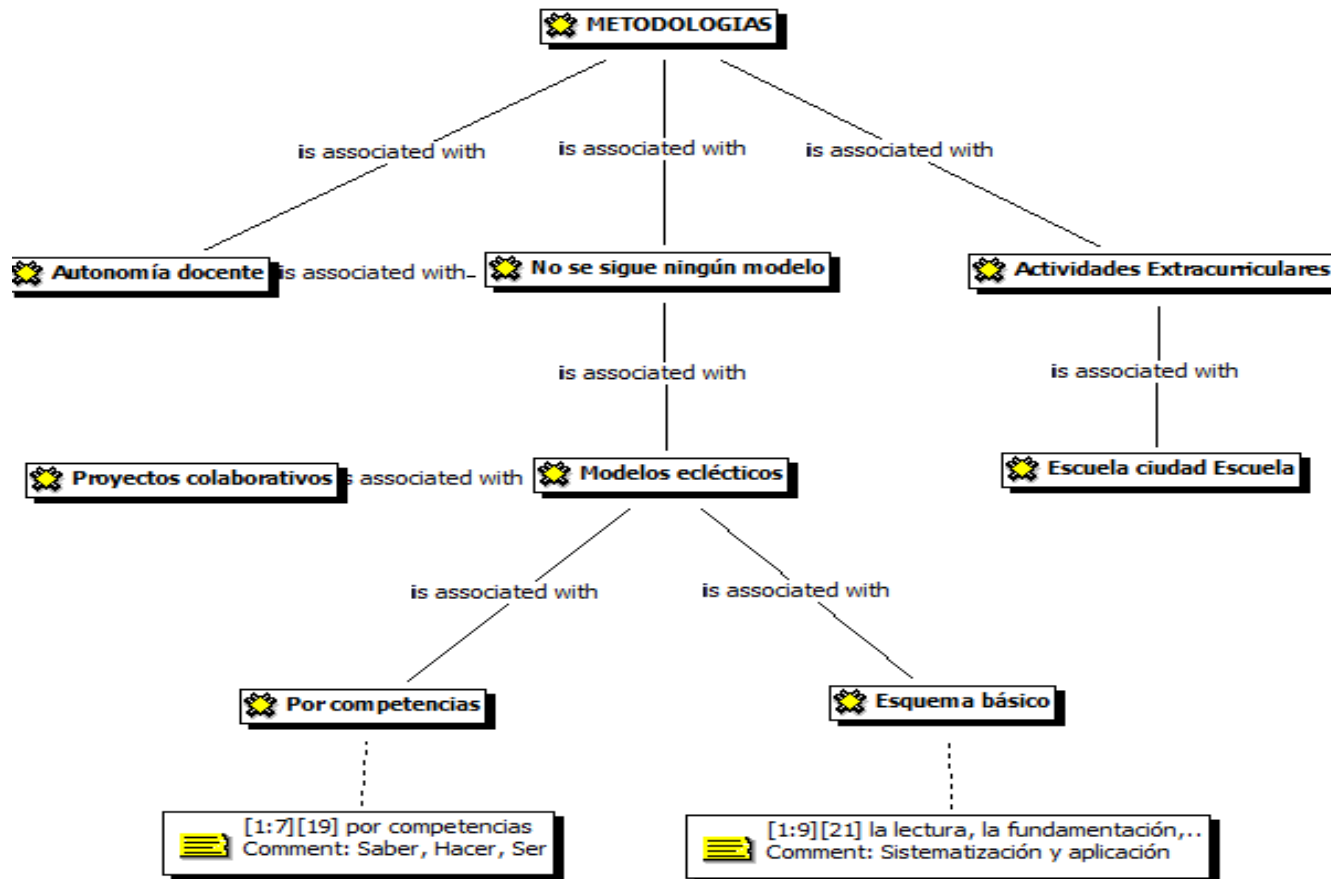 METODOLOGIAS
is associated with
is associated with
is associated with
Autonomía docente
is associated with
No se sigue ningún modelo
Actividades Extracurriculares
is associated with
is associated with
Proyectos colaborativos
s associated with
Modelos eclécticos
Escuela ciudad Escuela
is associated with
is associated with
Por competencias
Esquema básico
[1:7][19] por competencias
Comment: Saber, Hacer, Ser
[1:9][21] la lectura, la fundamentación,..
Comment: Sistematización y aplicación